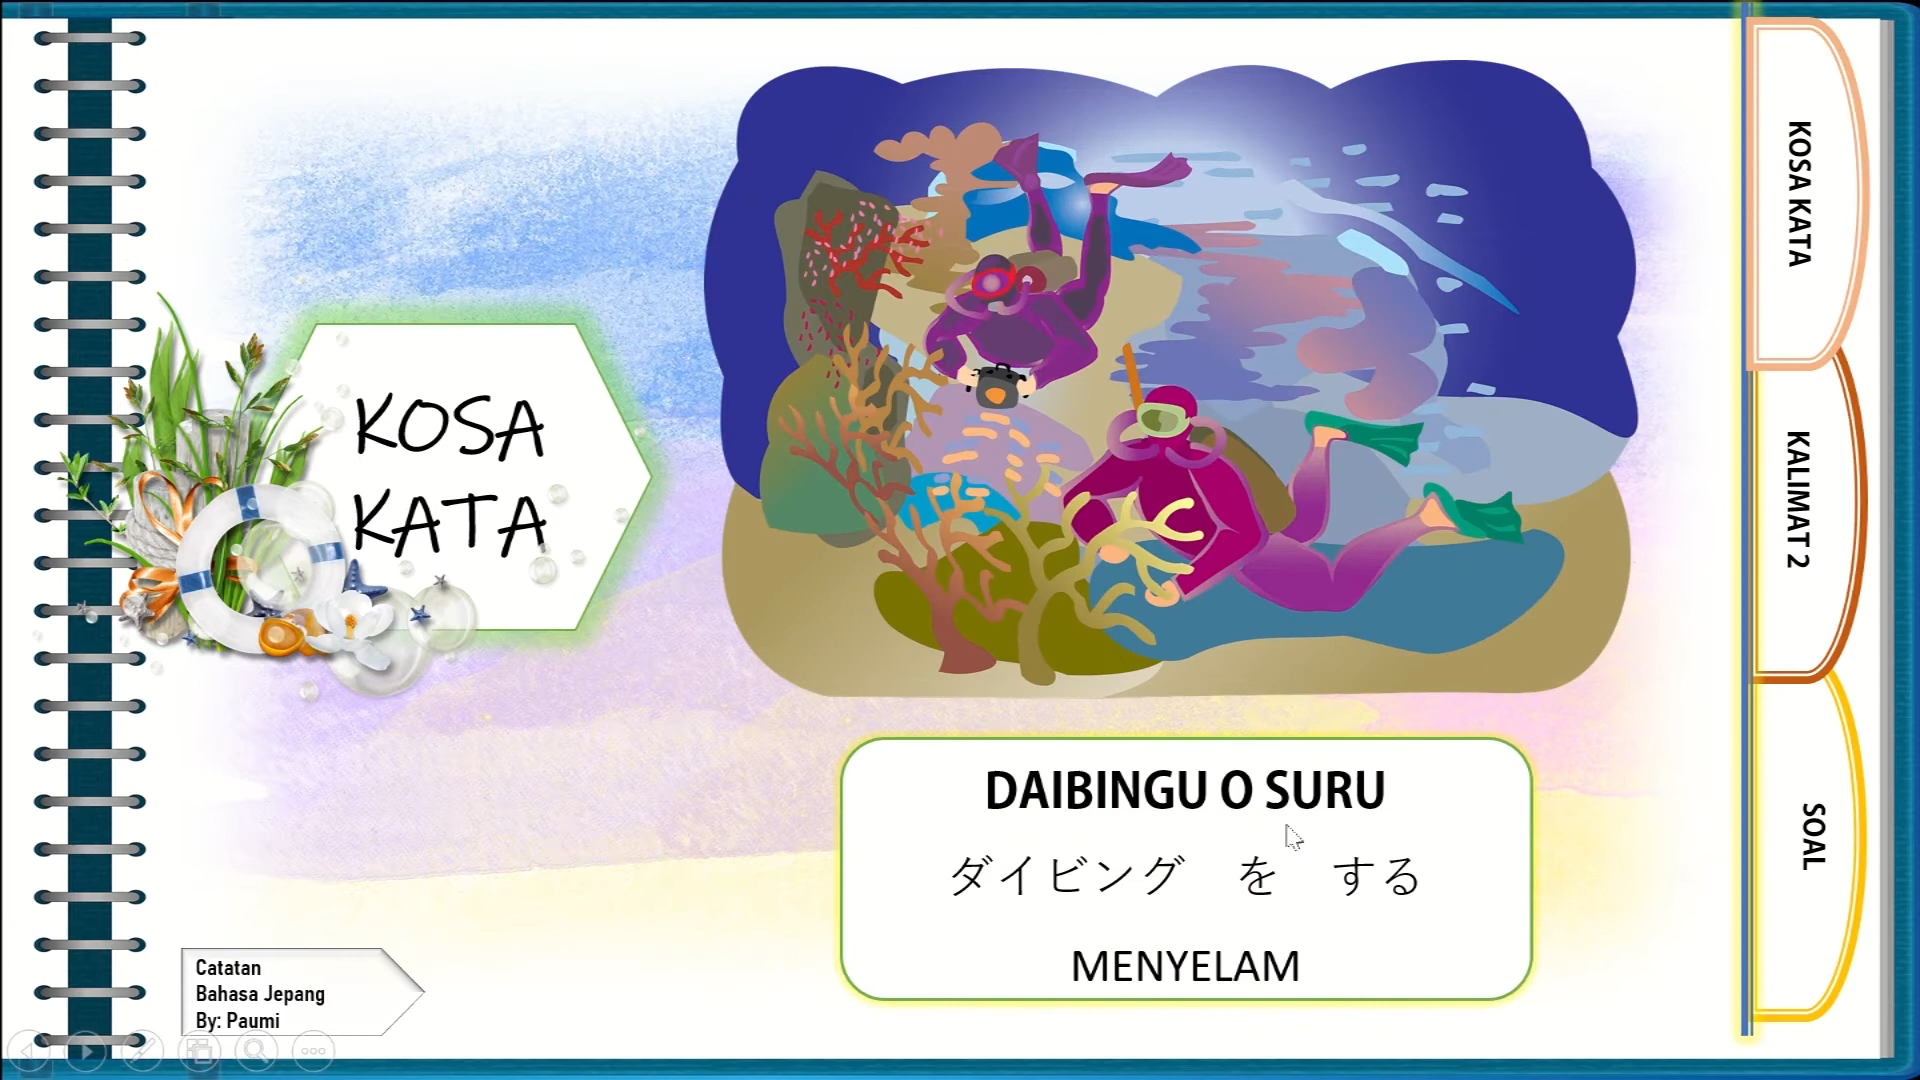 KOSA
KATA
DAIBINGU O SURU
ダイビング を する
MENYELAM
Catatan
Bahasa Jepang
By: Paumi
KOSA KATA
KALIMAT 2
SOAL